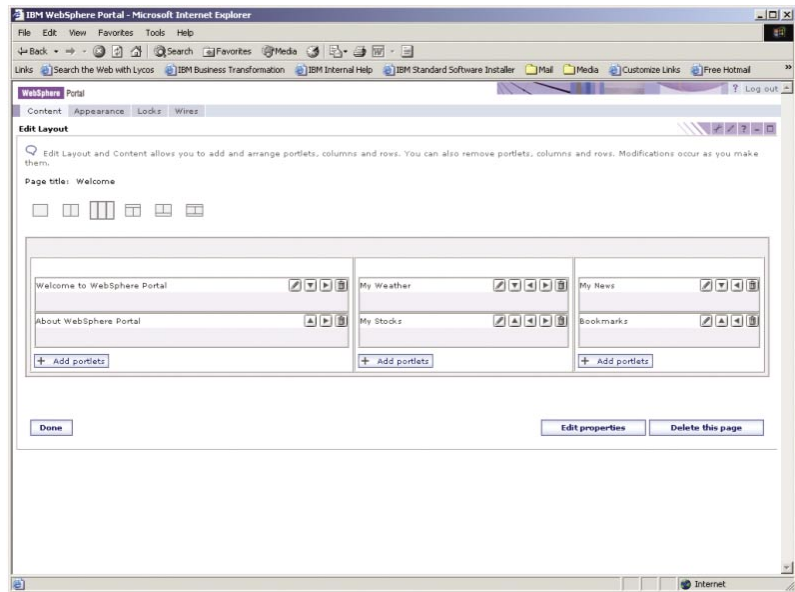 IBM WebSphere Portal - Microsoft Internet Explorer
File Edit View Favorites Tools Help
Back Search Favorites Media
Links Search the Web with Lycos IBM Business Transformation IBM Internal Help IBM Standard Software Installer Mail Media Customize Links Free Hotmail »
WebSphere Portal ? Log out
Content Appearance Locks Wires
Edit Layout ?
Edit Layout and Content allows you to add and arrange portlets, columns and rows. You can also remove portlets, columns and rows. Modifications occur as you make
them.
Page title: Welcome
Welcome to WebSphere Portal
About WebSphere Portal
+ Add portlets
My Weather
My Stocks
+ Add portlets
My News
Bookmarks
+ Add portlets
Done Edit properties Delete this page
Internet